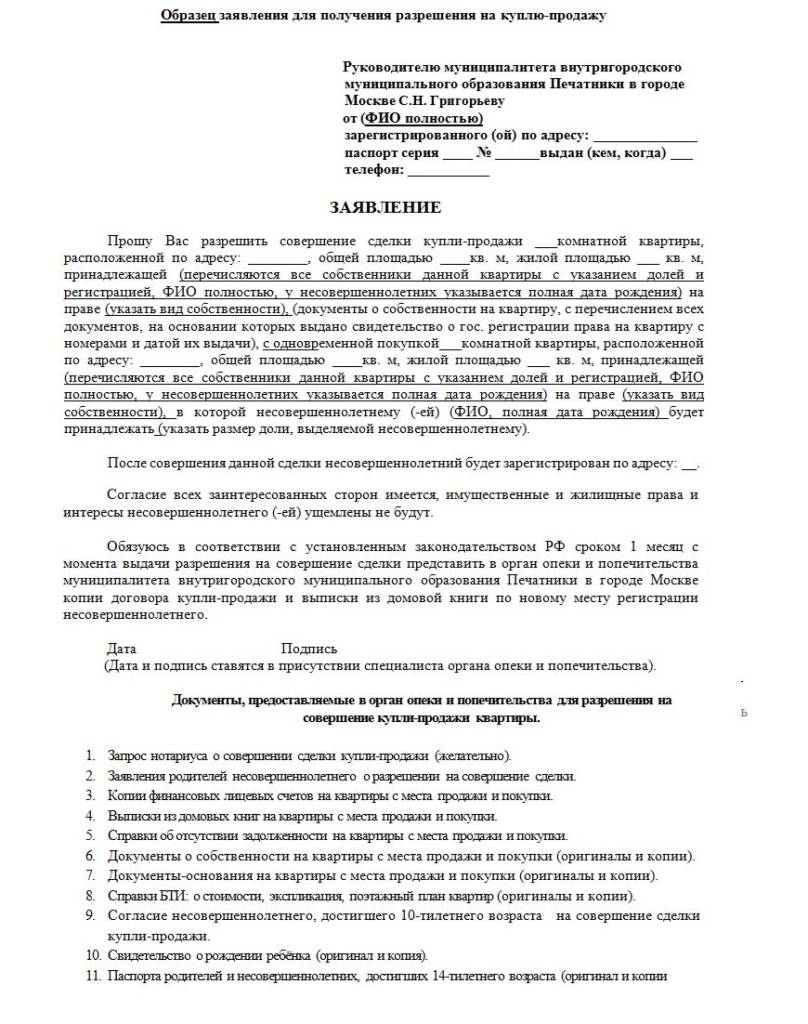 Образец заявления для получения разрешения на куплю-продажу
Руководителю муниципалитета внутригородского
муниципального образования Печатники в городе
Москве С.Н. Григорьеву
от (ФИО полностью)
зарегистрированного (ой) по адресу: ______________
паспорт серия ____ № ______выдан (кем, когда) ___
телефон: ___________
ЗАЯВЛЕНИЕ
Прошу Вас разрешить совершение сделки купли-продажи ___комнатной квартиры,
расположенной по адресу: ________, общей площадью ____кв. м, жилой площадью ___ кв. м,
принадлежащей (перечисляются все собственники данной квартиры с указанием долей и
регистрацией, ФИО полностью, у несовершеннолетних указывается полная дата рождения) на
праве (указать вид собственности), (документы о собственности на квартиру, с перечислением всех
документов, на основании которых выдано свидетельство о гос. регистрации права на квартиру с
номерами и датой их выдачи), с одновременной покупкой___комнатной квартиры, расположенной
по адресу: ________, общей площадью ____кв. м, жилой площадью ___ кв. м, принадлежащей
(перечисляются все собственники данной квартиры с указанием долей и регистрацией, ФИО
полностью, у несовершеннолетних указывается полная дата рождения) на праве (указать вид
собственности), в которой несовершеннолетнему (-ей) (ФИО, полная дата рождения) будет
принадлежать (указать размер доли, выделяемой несовершеннолетнему).
После совершения данной сделки несовершеннолетний будет зарегистрирован по адресу: __.
Согласие всех заинтересованных сторон имеется, имущественные и жилищные права и
интересы несовершеннолетнего (-ей) ущемлены не будут.
Обязуюсь в соответствии с установленным законодательством РФ сроком 1 месяц с
момента выдачи разрешения на совершение сделки представить в орган опеки и попечительства
муниципалитета внутригородского муниципального образования Печатники в городе Москве
копии договора купли-продажи и выписки из домовой книги по новому месту регистрации
несовершеннолетнего.
Дата Подпись
(Дата и подпись ставятся в присутствии специалиста органа опеки и попечительства).
Документы, предоставляемые в орган опеки и попечительства для разрешения на
совершение купли-продажи квартиры.
ь
1. Запрос нотариуса о совершении сделки купли-продажи (желательно).
2. Заявления родителей несовершеннолетнего о разрешении на совершение сделки.
3. Копии финансовых лицевых счетов на квартиры с места продажи и покупки.
4. Выписки из домовых книг на квартиры с места продажи и покупки.
5. Справки об отсутствии задолженности на квартиры с места продажи и покупки.
6. Документы о собственности на квартиры с места продажи и покупки (оригиналы и копии).
7. Документы-основания на квартиры с места продажи и покупки (оригиналы и копии).
8. Справки БТИ: о стоимости, экспликация, поэтажный план квартир (оригиналы и копии).
9. Согласие несовершеннолетнего, достигшего 10-тилетнего возраста на совершение сделки
купли-продажи.
10. Свидетельство о рождении ребёнка (оригинал и копия).
11. Паспорта родителей и несовершеннолетних, достигших 14-тилетнего возраста (оригинал и копии